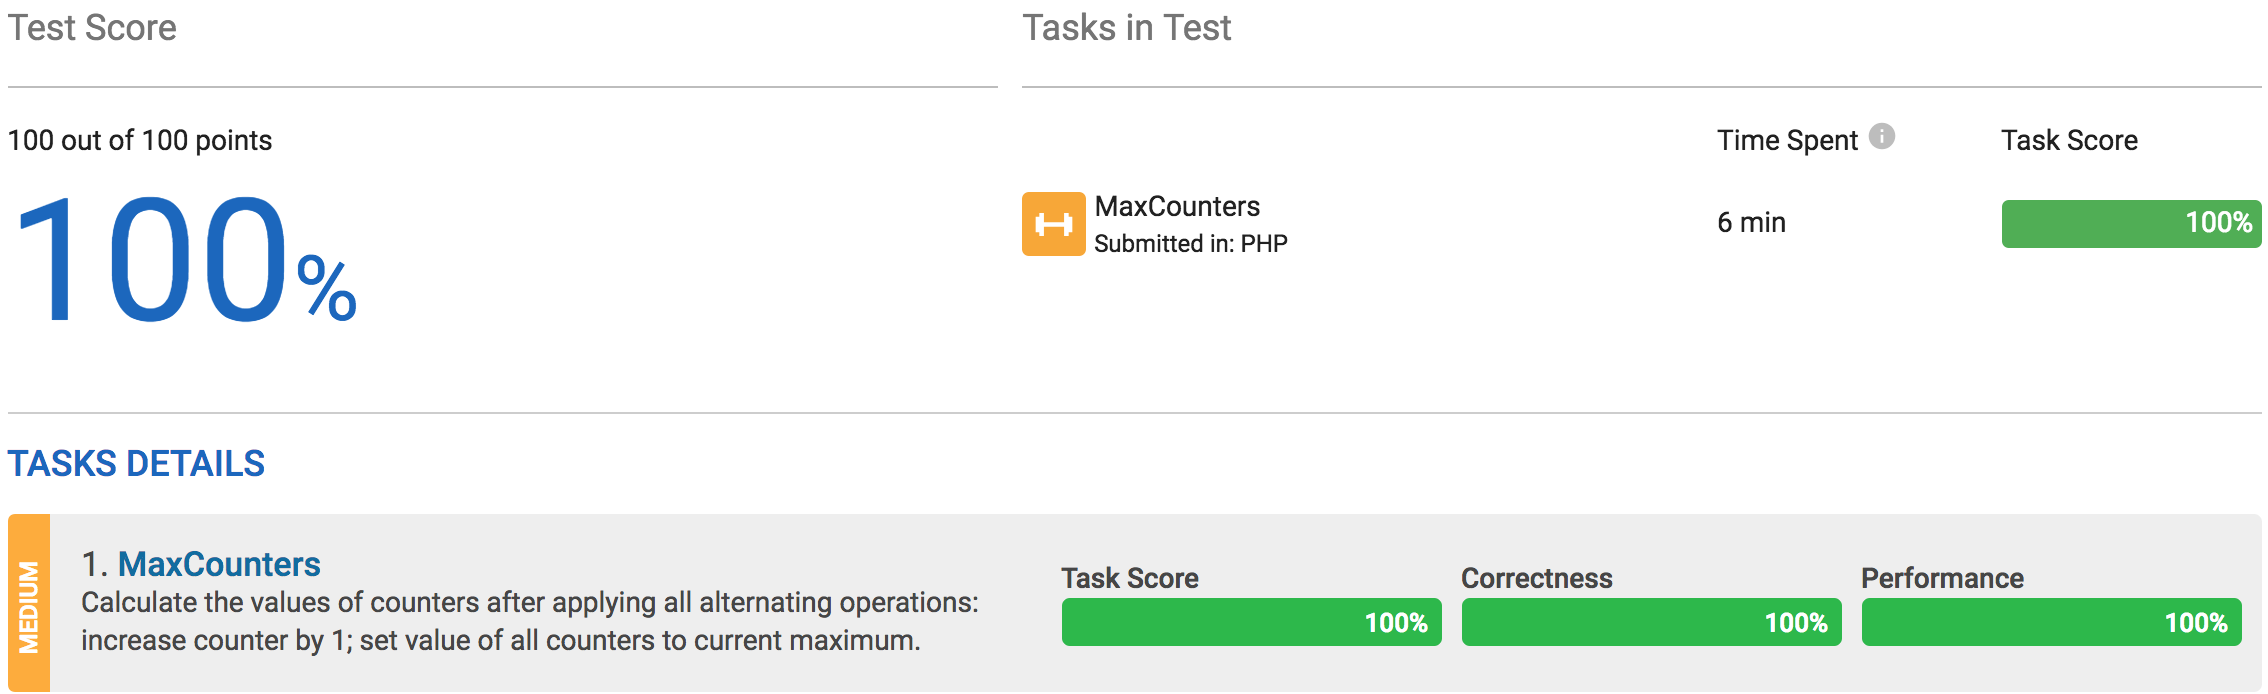 Test Score
Tasks in Test
100 out of 100 points
Time Spent
Task Score
100%
MaxCounters
Submitted in: PHP
6 min
100%
TASKS DETAILS
MEDIUM
1. MaxCounters
Calculate the values of counters after applying all alternating operations:
increase counter by 1; set value of all counters to current maximum.
Task Score
Correctness
Performance
100%
100%
100%